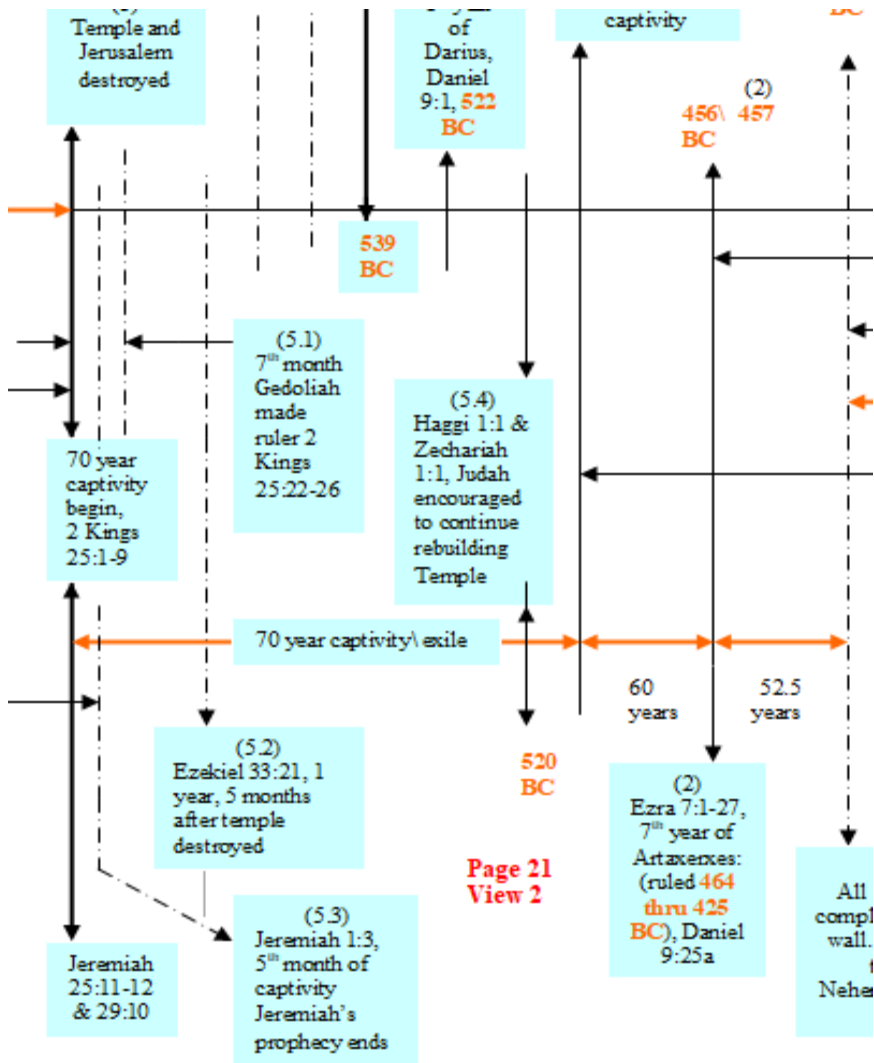 Temple and
Jerusalem
destroyed
of
Darius,
Daniel
9:1, 522
BC
captivity
BC
(2)
456\ 457
BC
539
BC
(5.1)
7th month
Gedoliah
made
ruler 2
Kings
25:22-26
(5.4)
Haggi 1:1 &
Zechariah
1:1, Judah
encouraged
to continue
rebuilding
Temple
70 year
captivity
begin,
2 Kings
25:1-9
70 year captivity\ exile
60
years
52.5
years
(5.2)
Ezekiel 33:21, 1
year, 5 months
after temple
destroyed
520
BC
(2)
Ezra 7:1-27,
7th year of
Artaxerxes:
(ruled 464
thru 425
BC), Daniel
9:25a
Page 21
View 2
(5.3)
Jeremiah 1:3,
5th month of
captivity
Jeremiah's
prophecy ends
Jeremiah
25:11-12
& 29:10
All
compl
wall.
t
Neher